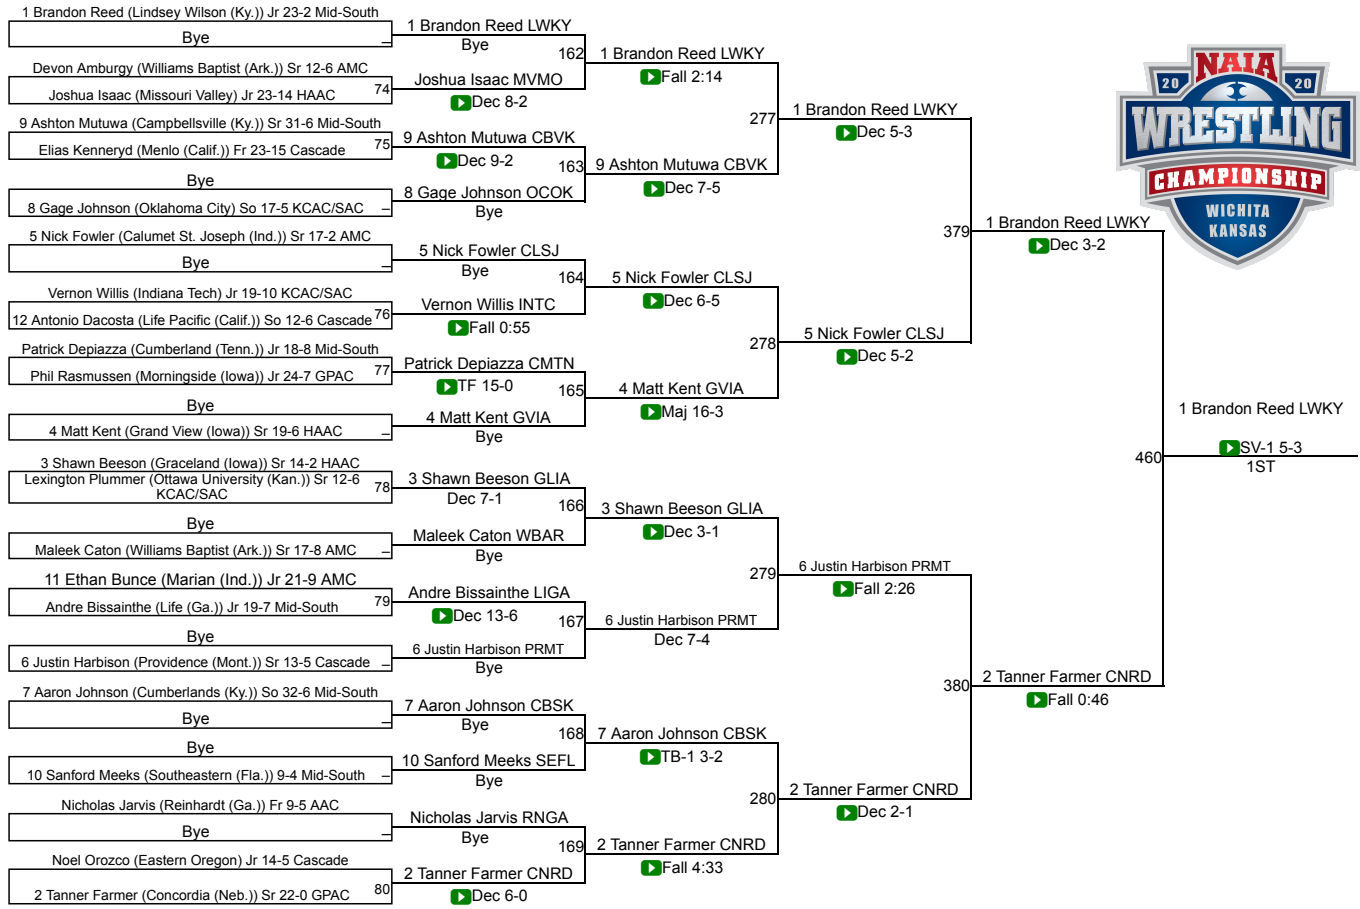 1 Brandon Reed (Lindsey Wilson (Ky.)) Jr 23-2 Mid-South
Bye
Devon Amburgy (Williams Baptist (Ark.)) Sr 12-6 AMC
Joshua Isaac (Missouri Valley) Jr 23-14 HAAC
74
9 Ashton Mutuwa (Campbellsville (Ky.)) Sr 31-6 Mid-South
Elias Kenneryd (Menlo (Calif.)) Fr 23-15 Cascade
75
Bye
8 Gage Johnson (Oklahoma City) So 17-5 KCAC/SAC
5 Nick Fowler (Calumet St. Joseph (Ind.)) Sr 17-2 AMC
Bye
Vernon Willis (Indiana Tech) Jr 19-10 KCAC/SAC
12 Antonio Dacosta (Life Pacific (Calif.)) So 12-6 Cascade
76
Patrick Depiazza (Cumberland (Tenn.)) Jr 18-8 Mid-South
Phil Rasmussen (Morningside (Iowa)) Jr 24-7 GPAC
77
Bye
4 Matt Kent (Grand View (Iowa)) Sr 19-6 HAAC
3 Shawn Beeson (Graceland (Iowa)) Sr 14-2 HAAC
Lexington Plummer (Ottawa University (Kan.)) Sr 12-6
KCAC/SAC
78
Bye
Maleek Caton (Williams Baptist (Ark.)) Sr 17-8 AMC
11 Ethan Bunce (Marian (Ind.)) Jr 21-9 AMC
Andre Bissainthe (Life (Ga.)) Jr 19-7 Mid-South
79
Bye
6 Justin Harbison (Providence (Mont.)) Sr 13-5 Cascade
7 Aaron Johnson (Cumberlands (Ky.)) So 32-6 Mid-South
Bye
Bye
10 Sanford Meeks (Southeastern (Fla.)) 9-4 Mid-South
Nicholas Jarvis (Reinhardt (Ga.)) Fr 9-5 AAC
Bye
Noel Orozco (Eastern Oregon) Jr 14-5 Cascade
2 Tanner Farmer (Concordia (Neb.)) Sr 22-0 GPAC
80
1 Brandon Reed LWKY
Bye
162
Joshua Isaac MVMO
Dec 8-2
9 Ashton Mutuwa CBVK
Dec 9-2
163
8 Gage Johnson OCOK
Bye
5 Nick Fowler CLSJ
Bye
164
Vernon Willis INTC
Fall 0:55
Patrick Depiazza CMTN
TF 15-0
165
4 Matt Kent GVIA
Bye
3 Shawn Beeson GLIA
Dec 7-1
166
Maleek Caton WBAR
Bye
Andre Bissainthe LIGA
Dec 13-6
167
6 Justin Harbison PRMT
Bye
7 Aaron Johnson CBSK
Bye
168
10 Sanford Meeks SEFL
Bye
Nicholas Jarvis RNGA
Bye
169
2 Tanner Farmer CNRD
Dec 6-0
1 Brandon Reed LWKY
Fall 2:14
277
9 Ashton Mutuwa CBVK
Dec 7-5
5 Nick Fowler CLSJ
Dec 6-5
278
4 Matt Kent GVIA
Maj 16-3
3 Shawn Beeson GLIA
Dec 3-1
279
6 Justin Harbison PRMT
Dec 7-4
7 Aaron Johnson CBSK
TB-1 3-2
280
2 Tanner Farmer CNRD
Fall 4:33
1 Brandon Reed LWKY
Dec 5-3
379
5 Nick Fowler CLSJ
Dec 5-2
6 Justin Harbison PRMT
Fall 2:26
380
2 Tanner Farmer CNRD
Dec 2-1
1 Brandon Reed LWKY
Dec 3-2
460
2 Tanner Farmer CNRD
Fall 0:46
1 Brandon Reed LWKY
SV-1 5-3
1ST
NAIA
20 20
WRESTLING
CHAMPIONSHIP
WICHITA
KANSAS